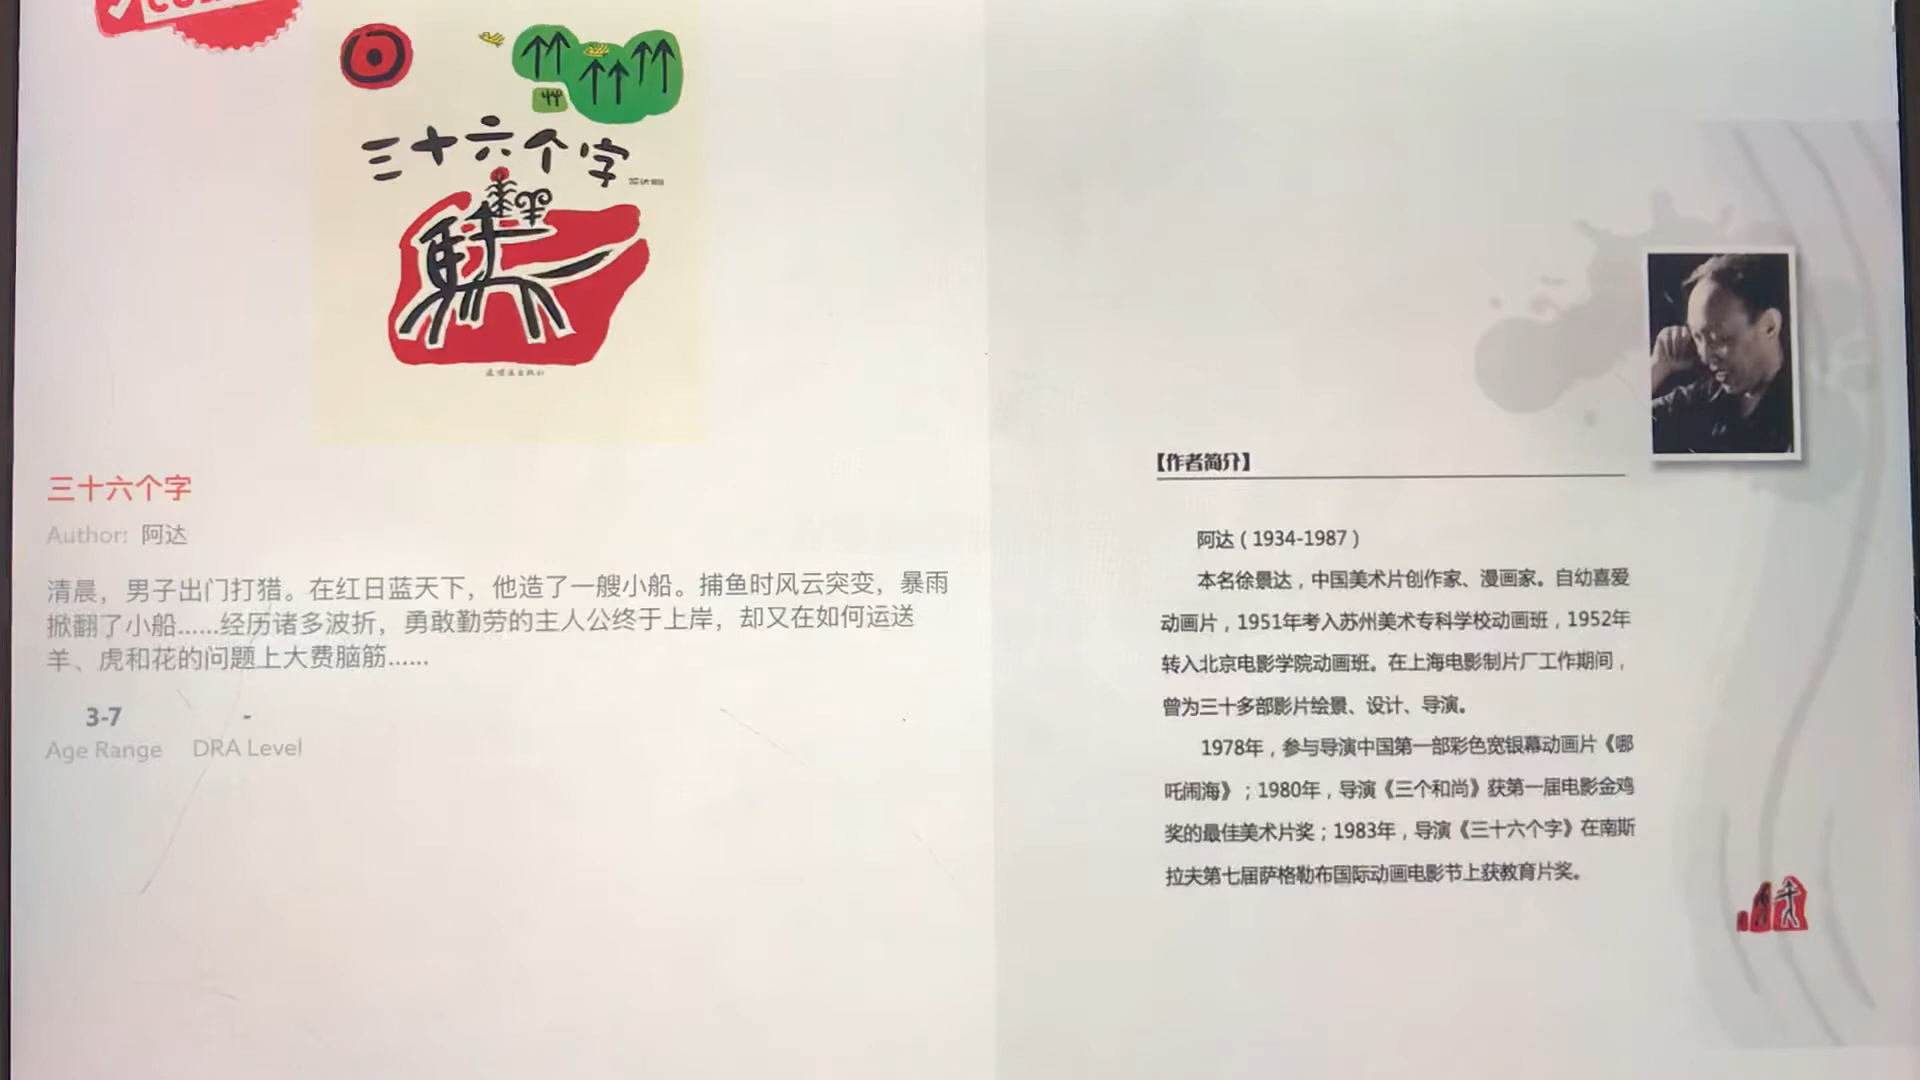 三十六个字
三十六个字
Author: 阿达
清晨，男子出门打猎。在红日蓝天下，他造了一艘小船。捕鱼时风云突变，暴雨
掀翻了小船......经历诸多波折，勇敢勤劳的主人公终于上岸，却又在如何运送
羊、虎和花的问题上大费脑筋......
3-7 -
Age Range DRA Level
【作者简介】
阿达（1934-1987）
本名徐景达，中国美术片创作家、漫画家。自幼喜爱
动画片，1951年考入苏州美术专科学校动画班，1952年
转入北京电影学院动画班。在上海电影制片厂工作期间，
曾为三十多部影片绘景、设计、导演。
1978年，参与导演中国第一部彩色宽银幕动画片《哪
吒闹海》；1980年，导演《三个和尚》获第一届电影金鸡
奖的最佳美术片奖；1983年，导演《三十六个字》在南斯
拉夫第七届萨格勒布国际动画电影节上获教育片奖。